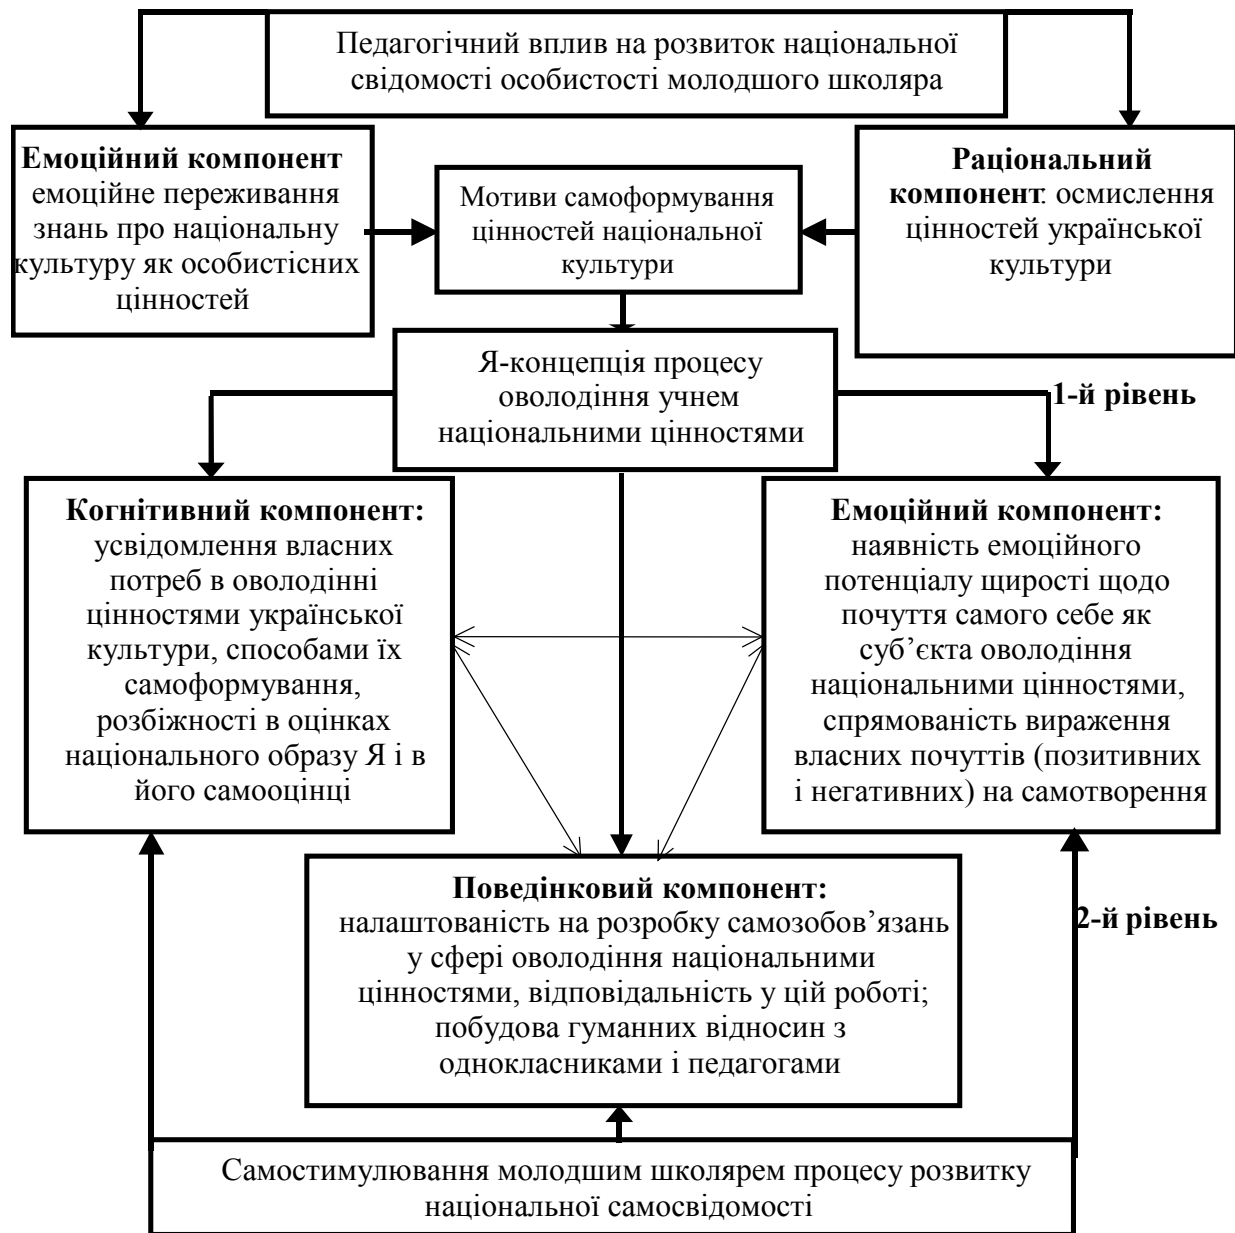 Педагогічний вплив на розвиток національної
свідомості особистості молодшого школяра
Емоційний компонент
емоційне переживання
знань про національну
культуру як особистісних
цінностей
Мотиви самоформування
цінностей національної
культури
Раціональний
компонент: осмислення
цінностей української
культури
Я-концепція процесу
оволодіння учнем
національними цінностями
1-й рівень
Когнітивний компонент:
усвідомлення власних
потреб в оволодінні
цінностями української
культури, способами їх
самоформування,
розбіжності в оцінках
національного образу Я і в
його самооцінці
Емоційний компонент:
наявність емоційного
потенціалу щирості щодо
почуття самого себе як
суб’єкта оволодіння
національними цінностями,
спрямованість вираження
власних почуттів (позитивних
і негативних) на самотворення
Поведінковий компонент:
налаштованість на розробку самозобов’язань
у сфері оволодіння національними
цінностями, відповідальність у цій роботі;
побудова гуманних відносин з
однокласниками і педагогами
2-й рівень
Самостимулювання молодшим школярем процесу розвитку
національної самосвідомості